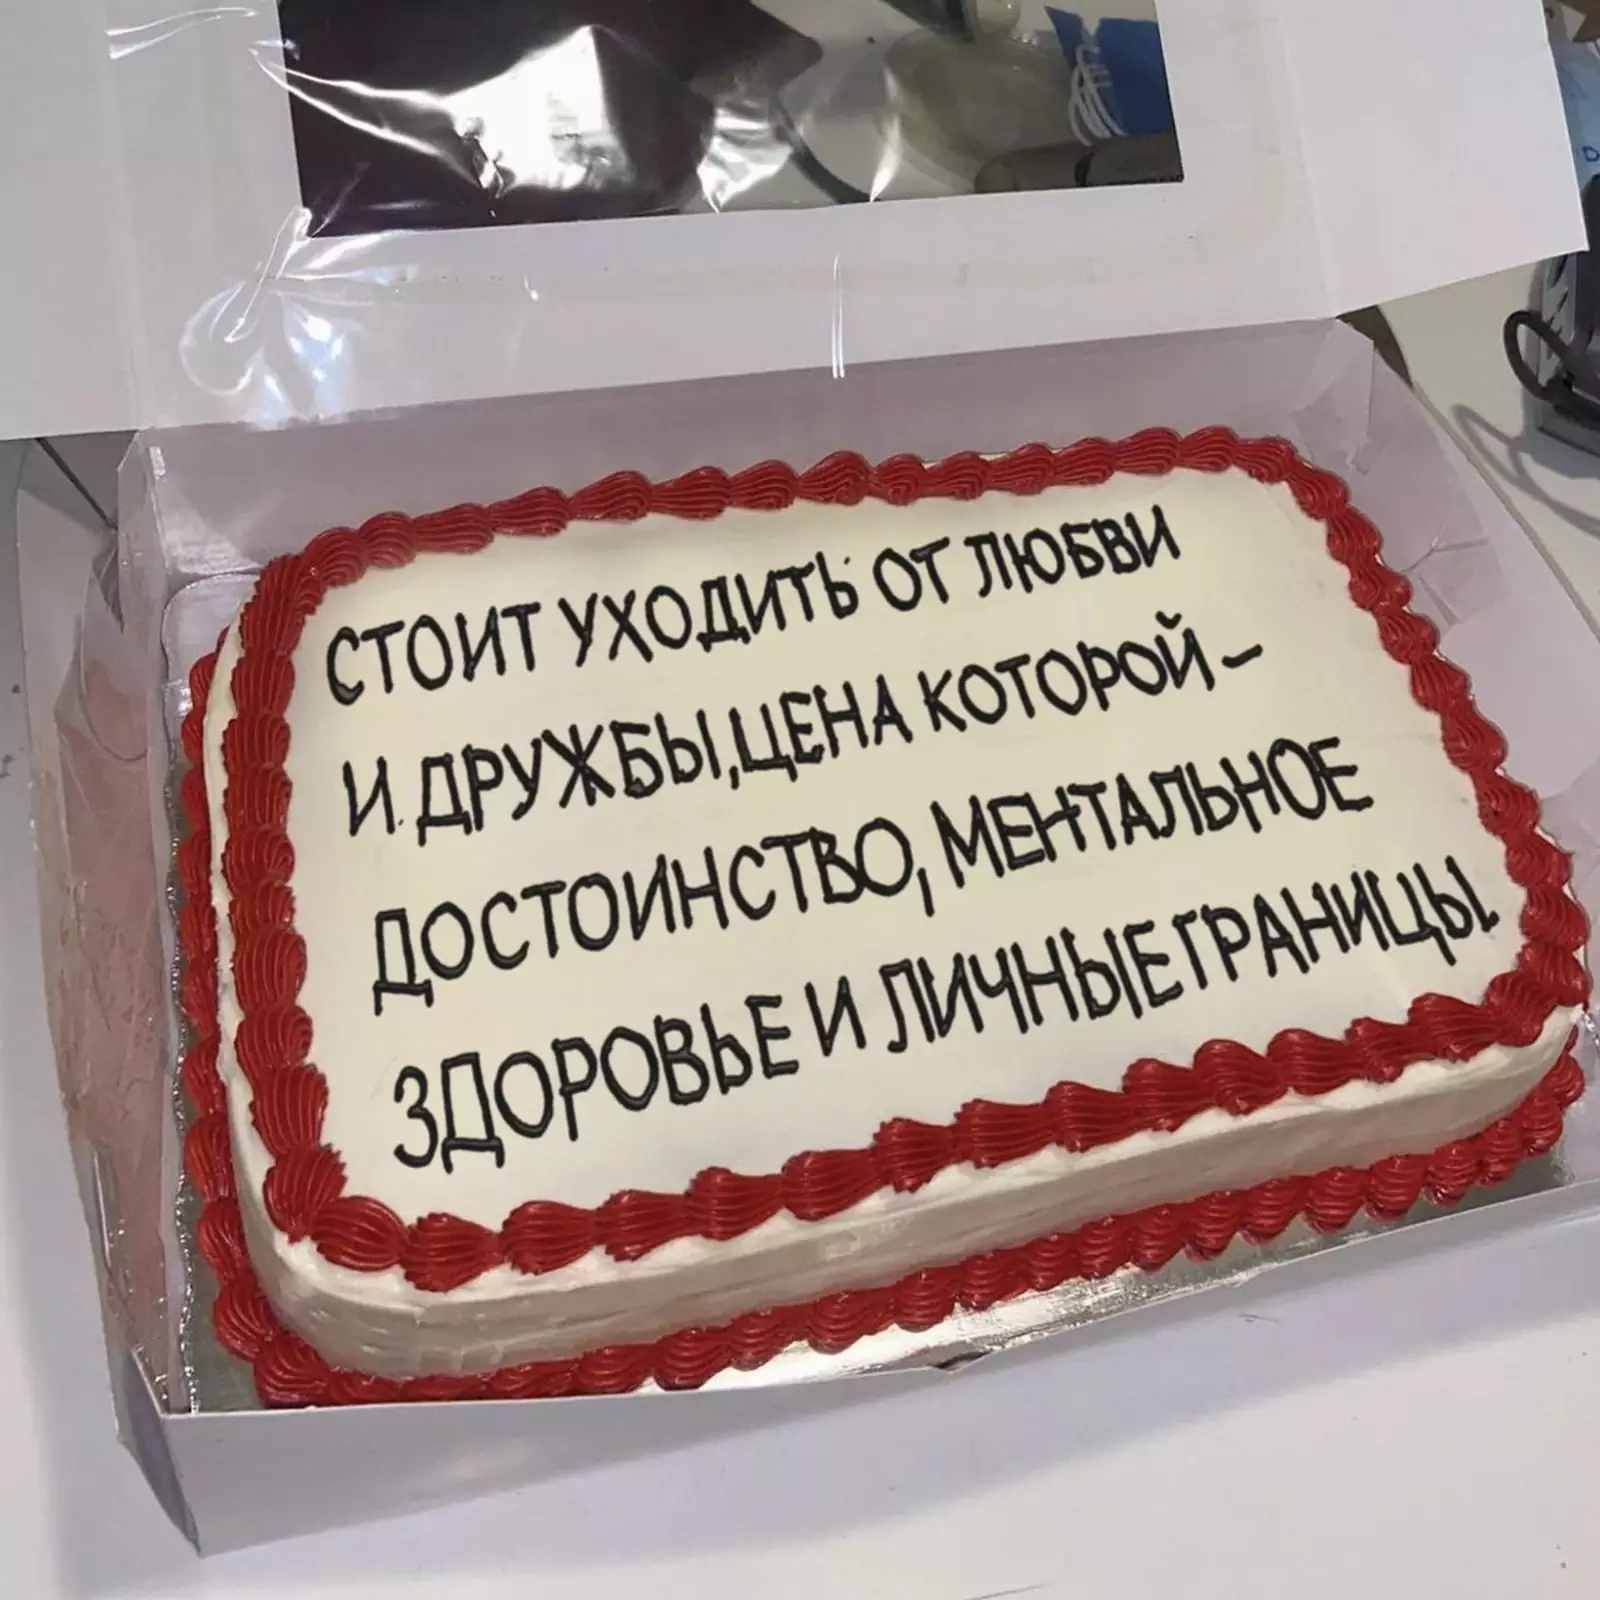 СТОИТ УХОДИТЬ ОТ ЛЮБВИ
И ДРУЖБЫ, ЦЕНА КОТОРОЙ –
ДОСТОИНСТВО, МЕНТАЛЬНОЕ
ЗДОРОВЬЕ И ЛИЧНЫЕ ГРАНИЦЫ.